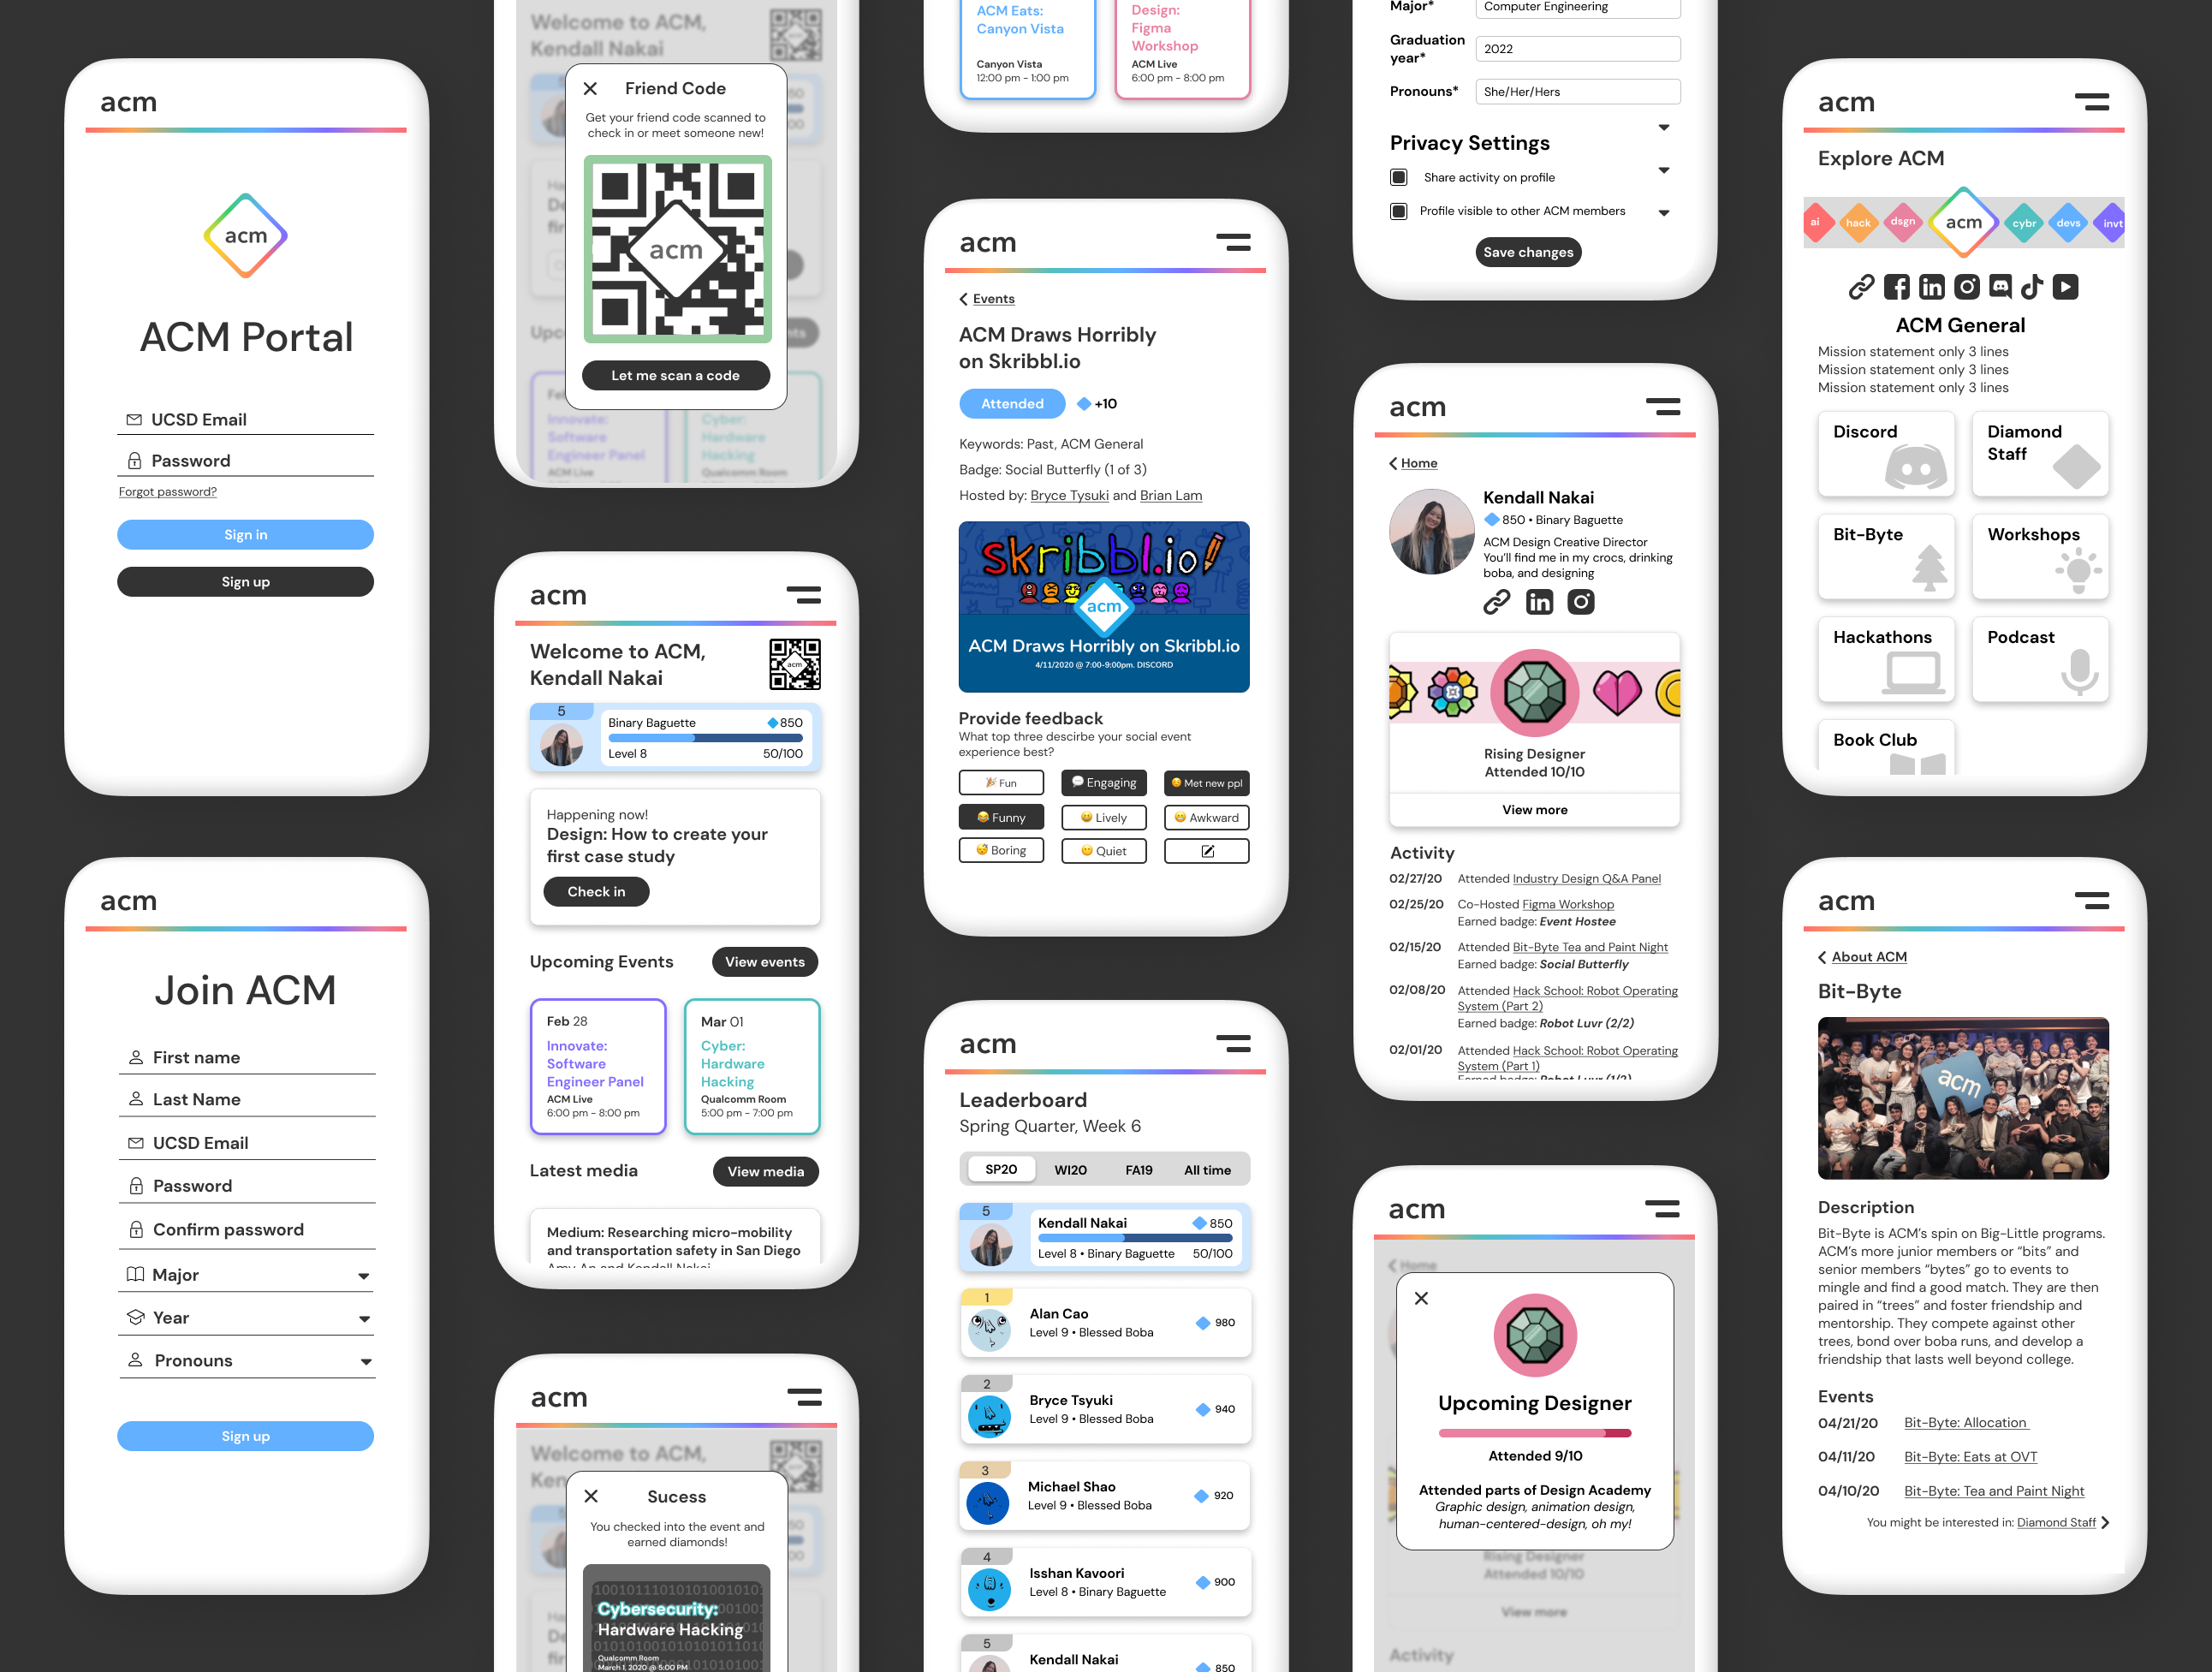 acm
acm
ACM Portal
UCSD Email
Password
Forgot password?
Sign in
Sign up
acm
Join ACM
First name
Last Name
UCSD Email
Password
Confirm password
Major
Year
Pronouns
Sign up
Welcome to ACM,
Kendall Nakai
Friend Code
Get your friend code scanned to
check in or meet someone new!
acm
Let me scan a code
Innovate:
Software
Engineer Panel
ACM Live
Cyber:
Hardware
Hacking
Qualcomm Room
acm
Welcome to ACM,
Kendall Nakai
acm
5
Binary Baguette
850
Level 8
50/100
Happening now!
Design: How to create your
first case study
Check in
Upcoming Events
View events
Feb 28
Innovate:
Software
Engineer Panel
ACM Live
6:00 pm - 8:00 pm
Mar 01
Cyber:
Hardware
Hacking
Qualcomm Room
5:00 pm - 7:00 pm
Latest media
View media
Medium: Researching micro-mobility
and transportation safety in San Diego
Amy An and Kendall Nakai
acm
Welcome to ACM,
Sucess
You checked into the event and
earned diamonds!
Cybersecurity:
Hardware Hacking
Qualcomm Room
March 1, 2020 @ 5:00 PM
ACM Eats:
Canyon Vista
Canyon Vista
12:00 pm - 1:00 pm
Design:
Figma
Workshop
ACM Live
6:00 pm - 8:00 pm
acm
Events
ACM Draws Horribly
on Skribbl.io
Attended
+10
Keywords: Past, ACM General
Badge: Social Butterfly (1 of 3)
Hosted by: Bryce Tysuki and Brian Lam
skribbl.io
acm
ACM Draws Horribly on Skribbl.io
4/11/2020 @ 7:00-9:00pm. DISCORD
Provide feedback
What top three descirbe your social event
experience best?
Fun
Engaging
Met new ppl
Funny
Lively
Awkward
Boring
Quiet
acm
Leaderboard
Spring Quarter, Week 6
SP20
WI20
FA19
All time
5
Kendall Nakai
850
Level 8 • Binary Baguette
50/100
1
Alan Cao
Level 9 • Blessed Boba
980
2
Bryce Tsyuki
Level 9 • Blessed Boba
940
3
Michael Shao
Level 9 • Blessed Boba
920
4
Isshan Kavoori
Level 8 • Binary Baguette
900
5
Kendall Nakai
850
Major*
Computer Engineering
Graduation
year*
2022
Pronouns*
She/Her/Hers
Privacy Settings
Share activity on profile
Profile visible to other ACM members
Save changes
acm
Home
Kendall Nakai
850 • Binary Baguette
ACM Design Creative Director
You'll find me in my crocs, drinking
boba, and designing
Rising Designer
Attended 10/10
View more
Activity
02/27/20 Attended Industry Design Q&A Panel
02/25/20 Co-Hosted Figma Workshop
Earned badge: Event Hostee
02/15/20 Attended Bit-Byte Tea and Paint Night
Earned badge: Social Butterfly
02/08/20 Attended Hack School: Robot Operating
System (Part 2)
Earned badge: Robot Luvr (2/2)
02/01/20 Attended Hack School: Robot Operating
System (Part 1)
Earned badge: Robot Luvr (1/2)
acm
Home
Upcoming Designer
Attended 9/10
Attended parts of Design Academy
Graphic design, animation design,
human-centered-design, oh my!
Rising Designer
Attended 10/10
View more
Activity
acm
Explore ACM
ai
hack
dsgn
acm
cybr
devs
invt
ACM General
Mission statement only 3 lines
Mission statement only 3 lines
Mission statement only 3 lines
Discord
Diamond
Staff
Bit-Byte
Workshops
Hackathons
Podcast
Book Club
acm
About ACM
Bit-Byte
acm
Description
Bit-Byte is ACM's spin on Big-Little programs.
ACM's more junior members or “bits” and
senior members “bytes” go to events to
mingle and find a good match. They are then
paired in “trees” and foster friendship and
mentorship. They compete against other
trees, bond over boba runs, and develop a
friendship that lasts well beyond college.
Events
04/21/20 Bit-Byte: Allocation
04/11/20 Bit-Byte: Eats at OVT
04/10/20 Bit-Byte: Tea and Paint Night
You might be interested in: Diamond Staff